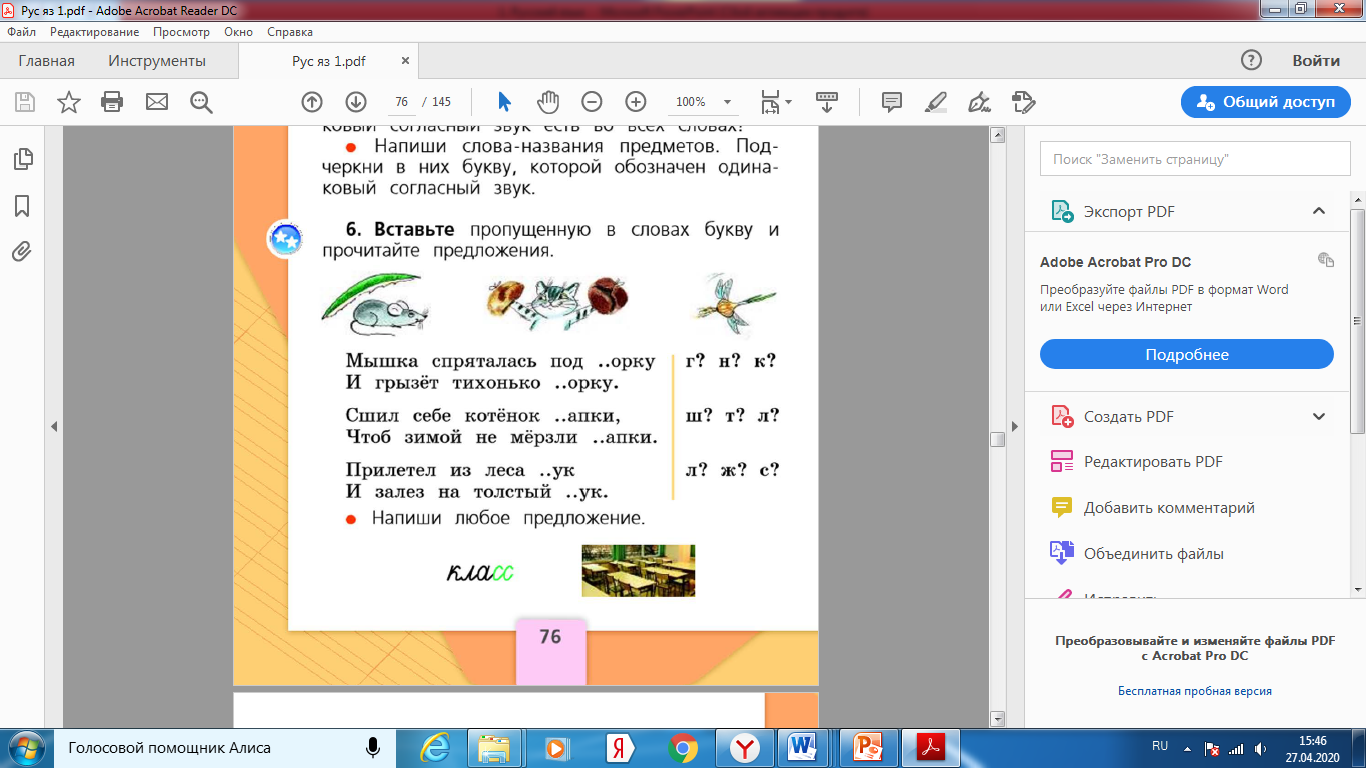 Рус яз 1.pdf - Adobe Acrobat Reader DC
Файл Редактирование Просмотр Окно Справка
Главная Инструменты Рус яз 1.pdf × Войти
76 / 145 100% Общий доступ
ковый согласный звук есть во всех словах?
• Напиши слова-названия предметов. Под-
черкни в них букву, которой обозначен одина-
ковый согласный звук.
6. Вставьте пропущенную в словах букву и
прочитайте предложения.
Мышка спряталась под ..орку г? н? к?
И грызёт тихонько ..орку.
Сшил себе котёнок ..апки, ш? т? л?
Чтоб зимой не мёрзли ..апки.
Прилетел из леса ..ук л? ж? с?
И залез на толстый ..ук.
• Напиши любое предложение.
класс
76
Поиск "Заменить страницу"
Экспорт PDF
Adobe Acrobat Pro DC
Преобразуйте файлы PDF в формат Word
или Excel через Интернет
Подробнее
Создать PDF
Редактировать PDF
Добавить комментарий
Объединить файлы
Преобразовывайте и изменяйте файлы PDF
с Acrobat Pro DC
Бесплатная пробная версия
Голосовой помощник Алиса
RU
15:46
27.04.2020